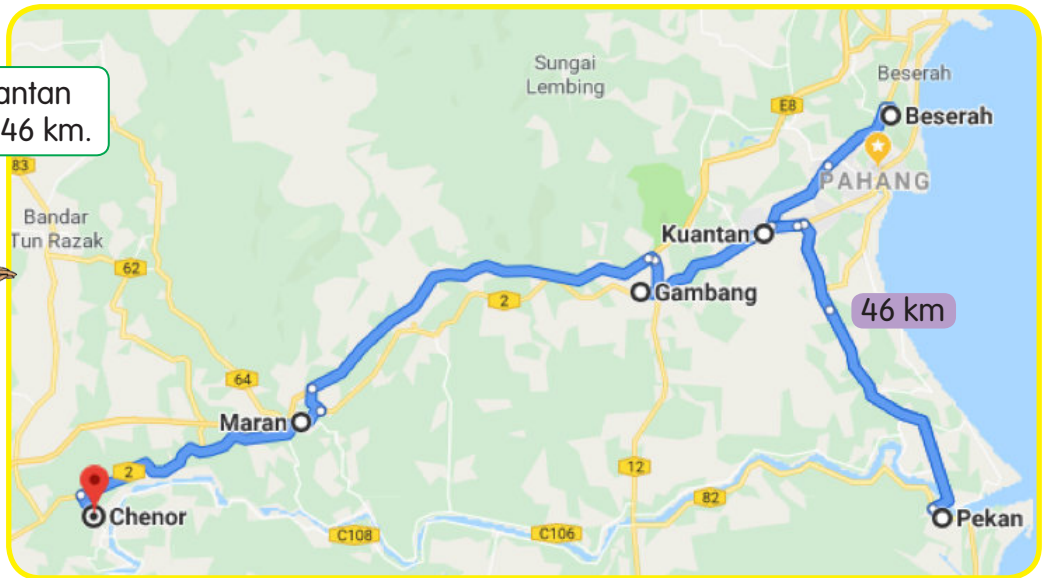 antan
46 km.
Sungai
Lembing
Beserah
E8
Beserah
83
PAHANG
Bandar
Tun Razak
Kuantan
62
Gambang
2
46 km
64
Maran
2
12
82
Chenor
Pekan
C108
C106